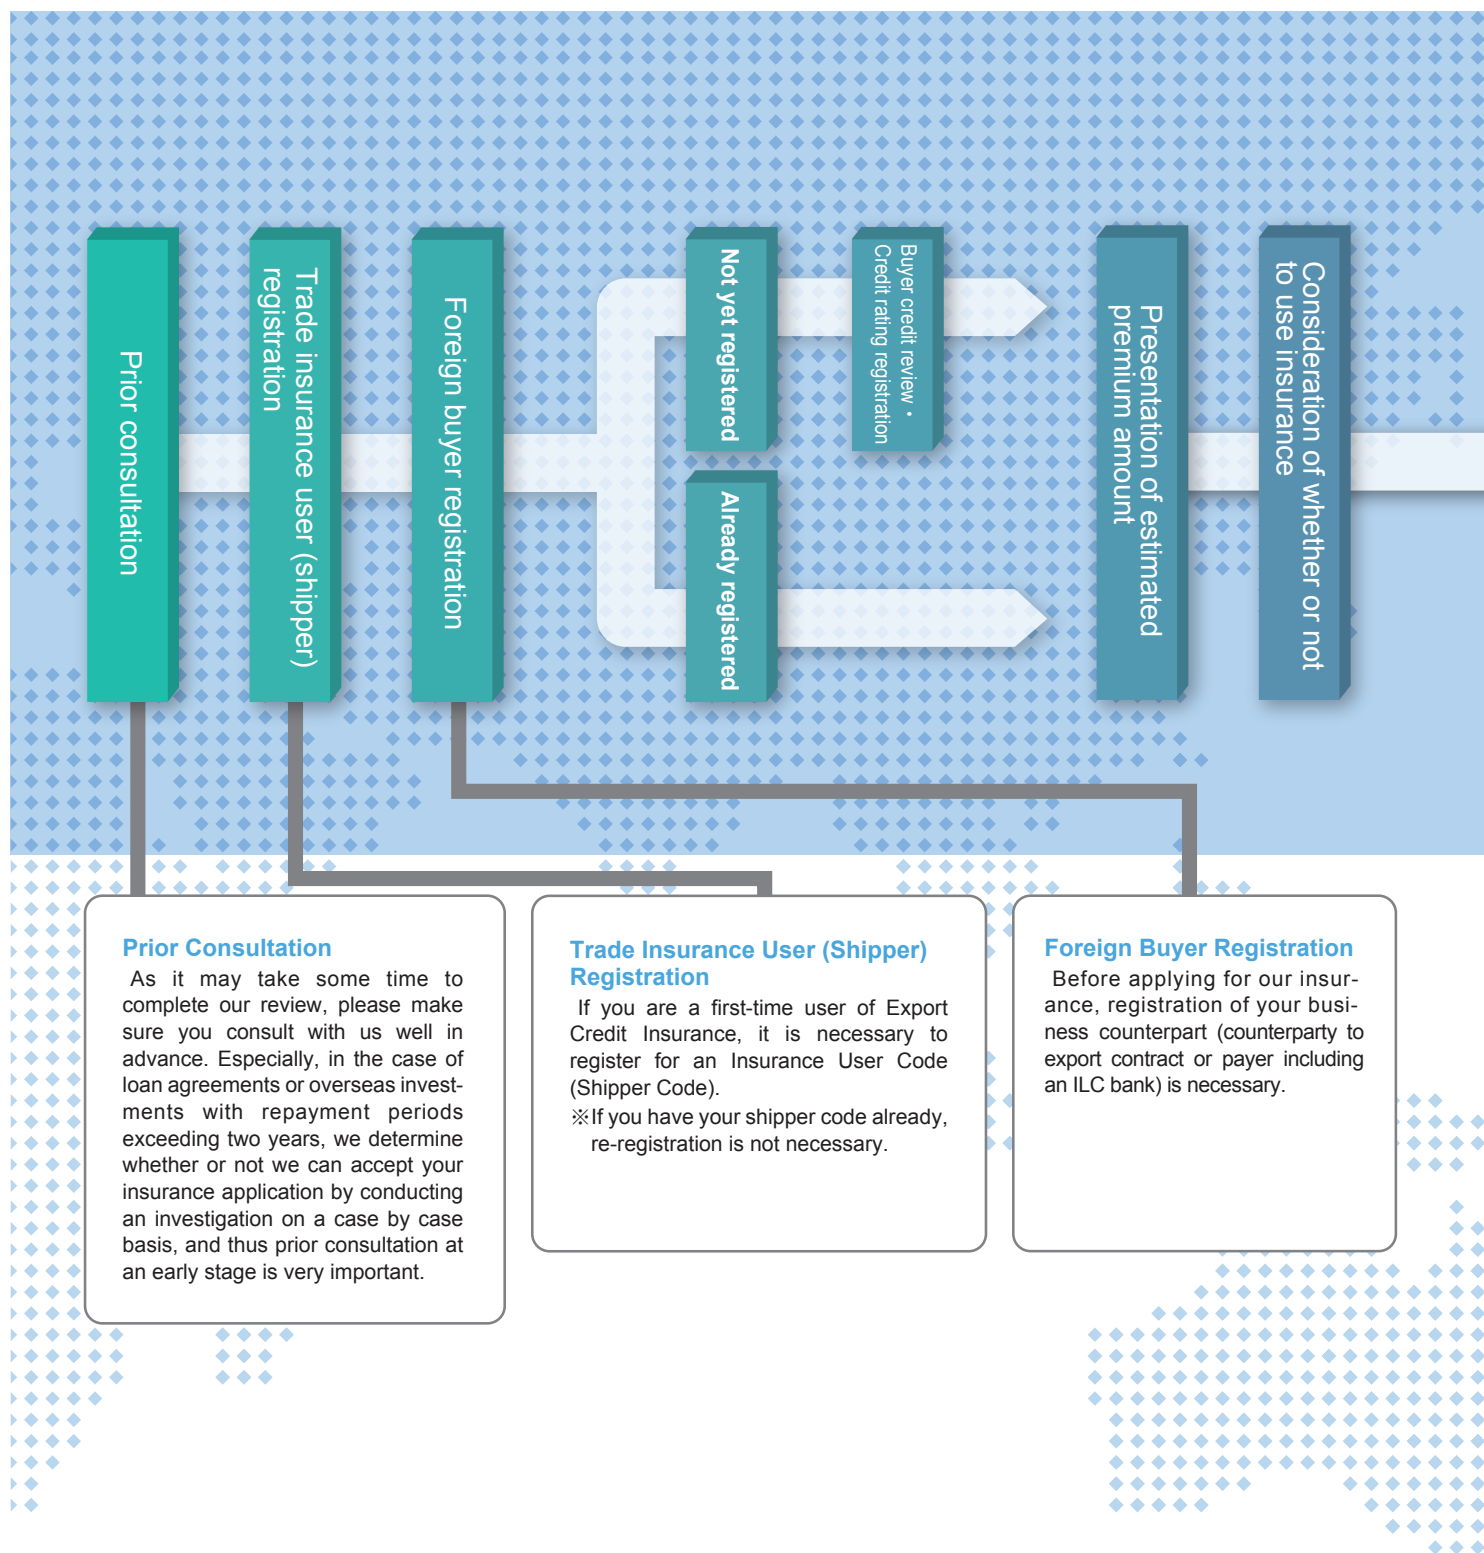 Prior consultation
Trade insurance user (shipper)
registration
Foreign buyer registration
Not yet registered
Buyer credit review・
Credit rating registration
Already registered
Presentation of estimated
premium amount
Consideration of whether or not
to use insurance
Prior Consultation
As it may take some time to
complete our review, please make
sure you consult with us well in
advance. Especially, in the case of
loan agreements or overseas invest-
ments with repayment periods
exceeding two years, we determine
whether or not we can accept your
insurance application by conducting
an investigation on a case by case
basis, and thus prior consultation at
an early stage is very important.
Trade Insurance User (Shipper)
Registration
If you are a first-time user of Export
Credit Insurance, it is necessary to
register for an Insurance User Code
(Shipper Code).
※If you have your shipper code already,
re-registration is not necessary.
Foreign Buyer Registration
Before applying for our insur-
ance, registration of your busi-
ness counterpart (counterparty to
export contract or payer including
an ILC bank) is necessary.